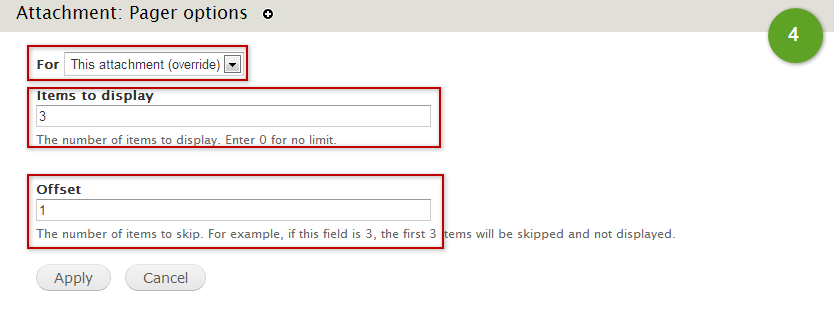 Attachment: Pager options
4
For This attachment (override)
Items to display
3
The number of items to display. Enter 0 for no limit.
Offset
1
The number of items to skip. For example, if this field is 3, the first 3 items will be skipped and not displayed.
Apply Cancel